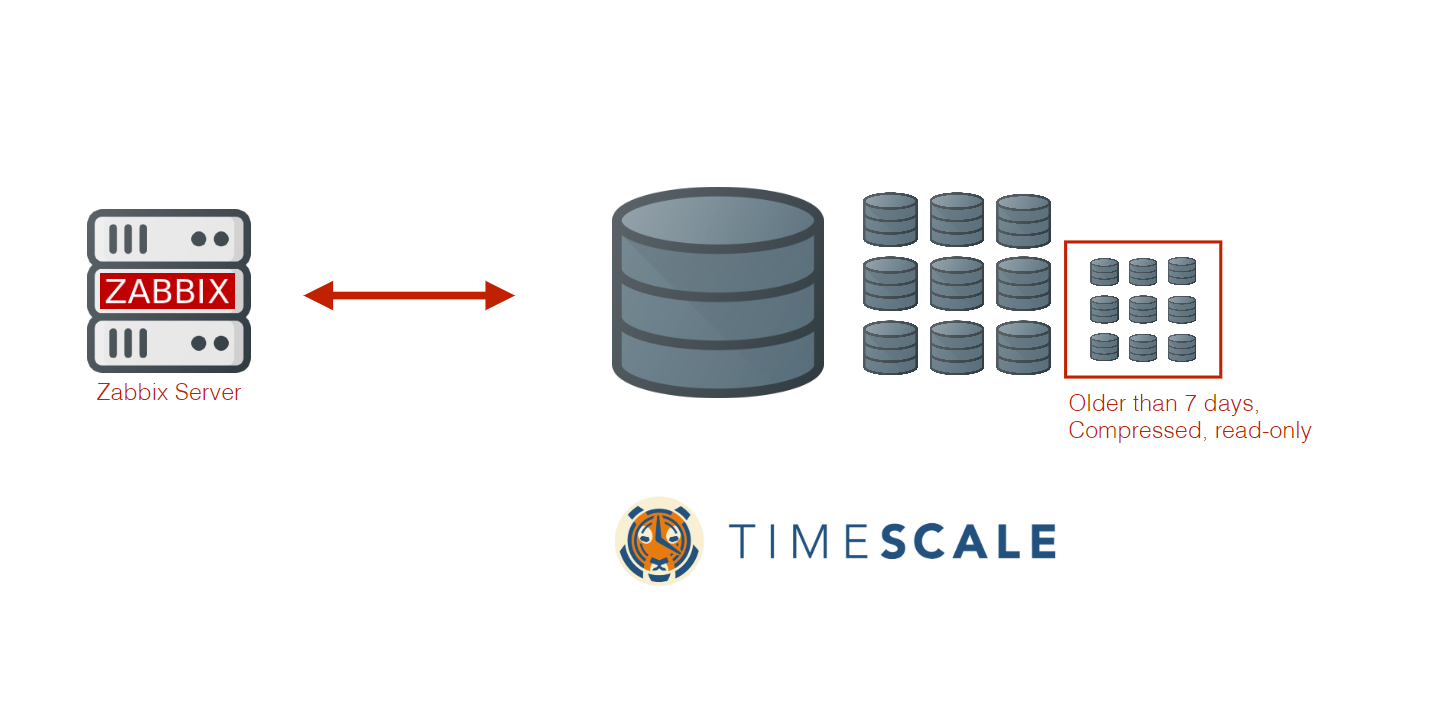 ZABBIX
Zabbix Server
Older than 7 days,
Compressed, read-only
TIMESCALE